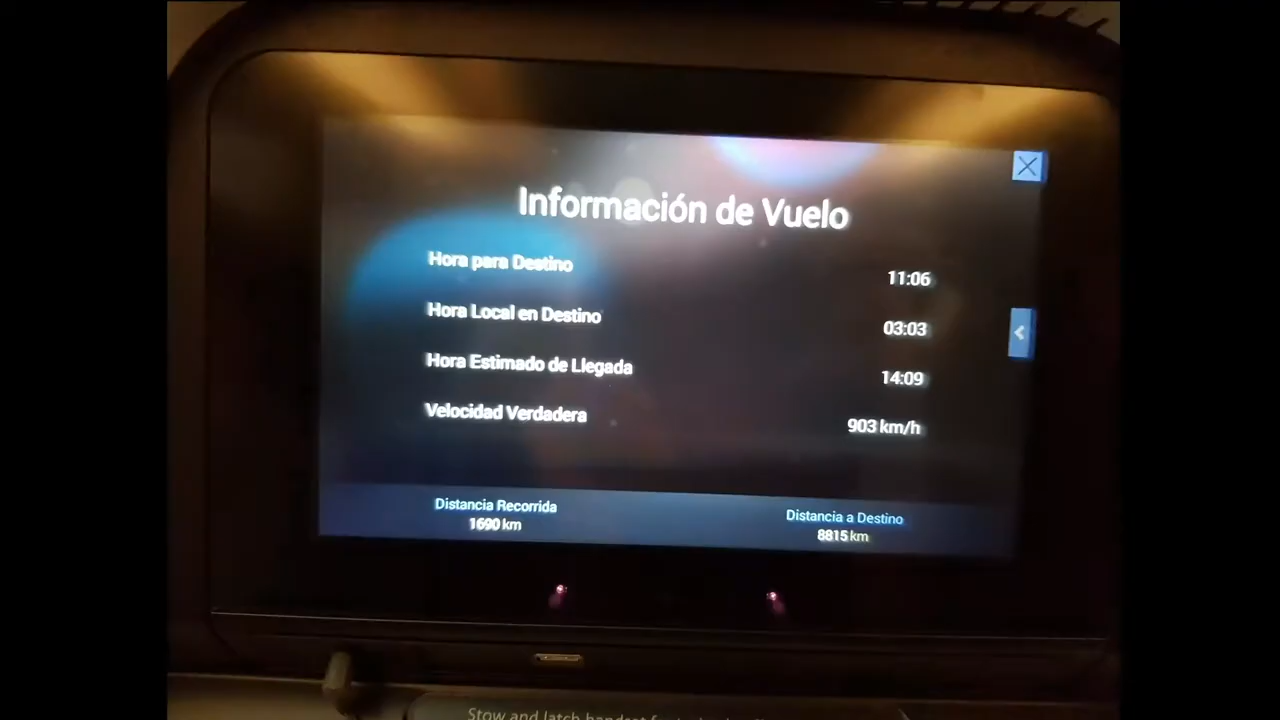 Información de Vuelo
Hora para Destino 11:06
Hora Local en Destino 03:03
Hora Estimado de Llegada 14:09
Velocidad Verdadera 903 km/h
Distancia Recorrida
1690 km
Distancia a Destino
8815 km
Stow and latch handset